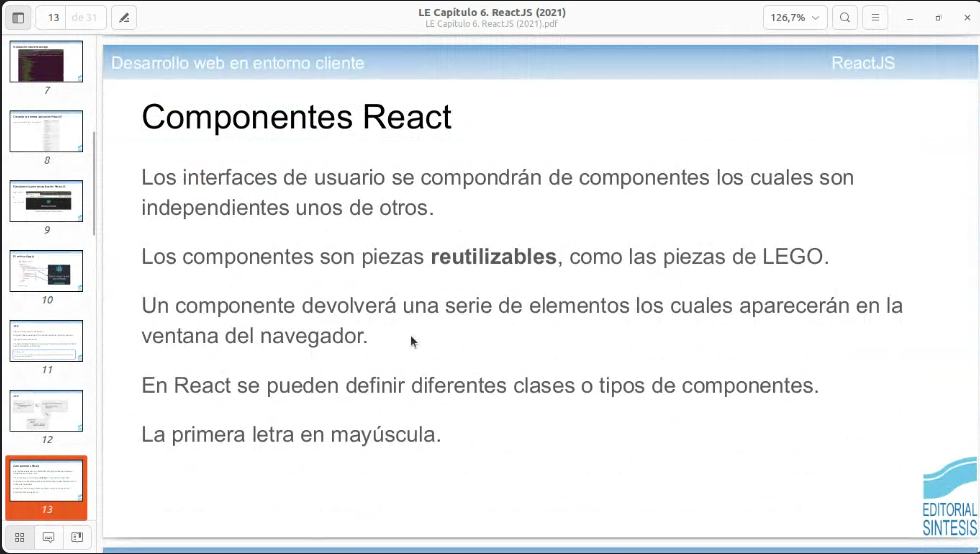 LE Capítulo 6. ReactJS (2021)
LE Capítulo 6. ReactJS (2021).pdf
13 de 31
126,7%
7
8
9
10
11
12
13
Desarrollo web en entorno cliente
ReactJS
Componentes React
Los interfaces de usuario se compondrán de componentes los cuales son
independientes unos de otros.
Los componentes son piezas reutilizables, como las piezas de LEGO.
Un componente devolverá una serie de elementos los cuales aparecerán en la
ventana del navegador.
En React se pueden definir diferentes clases o tipos de componentes.
La primera letra en mayúscula.
EDITORIAL
SINTESIS